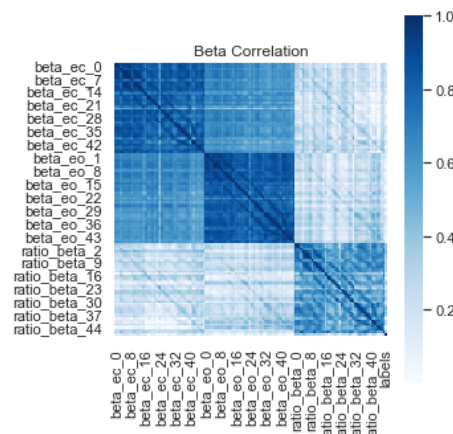 Beta Correlation
beta_ec_0
beta_ec_7
beta_ec_14
beta_ec_21
beta_ec_28
beta_ec_35
beta_ec_42
beta_eo_1
beta_eo_8
beta_eo_15
beta_eo_22
beta_eo_29
beta_eo_36
beta_eo_43
ratio_beta_2
ratio_beta_9
ratio_beta_16
ratio_beta_23
ratio_beta_30
ratio_beta_37
ratio_beta_44
beta_ec_0
beta_ec_8
beta_ec_16
beta_ec_24
beta_ec_32
beta_ec_40
beta_eo_0
beta_eo_8
beta_eo_16
beta_eo_24
beta_eo_32
beta_eo_40
ratio_beta_0
ratio_beta_8
ratio_beta_16
ratio_beta_24
ratio_beta_32
ratio_beta_40
labels
1.0
0.8
0.6
0.4
0.2